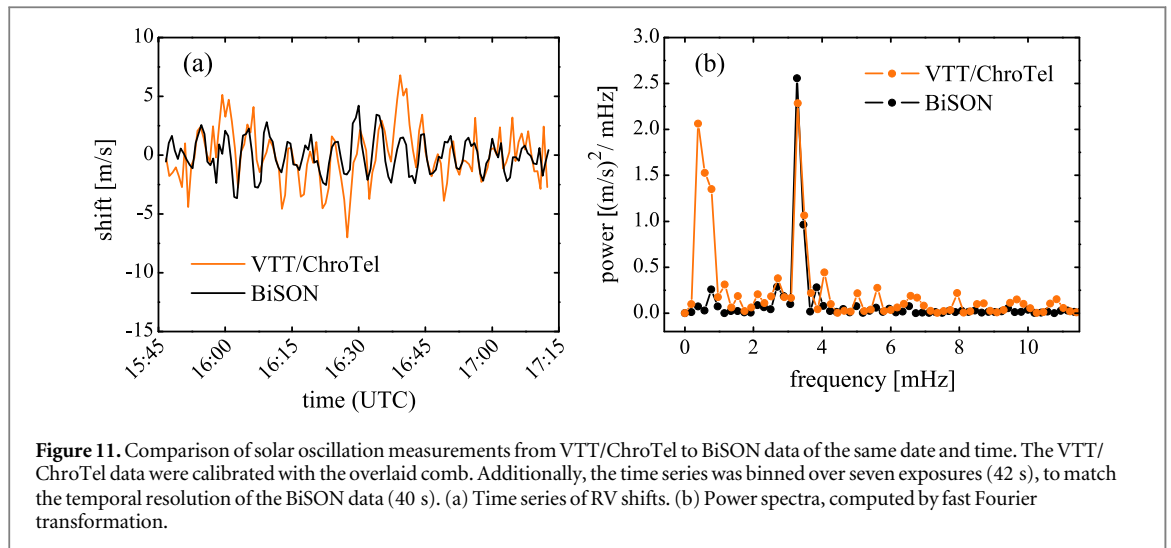 (a)
VTT/ChroTel
BiSON
shift [m/s]
10
5
0
-5
-10
-15
15:45
16:00
16:15
16:30
16:45
17:00
17:15
time (UTC)
(b)
VTT/ChroTel
BiSON
power [(m/s)²/ mHz]
3.0
2.5
2.0
1.5
1.0
0.5
0.0
0
2
4
6
8
10
frequency [mHz]
Figure 11. Comparison of solar oscillation measurements from VTT/ChroTel to BiSON data of the same date and time. The VTT/
ChroTel data were calibrated with the overlaid comb. Additionally, the time series was binned over seven exposures (42 s), to match
the temporal resolution of the BiSON data (40 s). (a) Time series of RV shifts. (b) Power spectra, computed by fast Fourier
transformation.